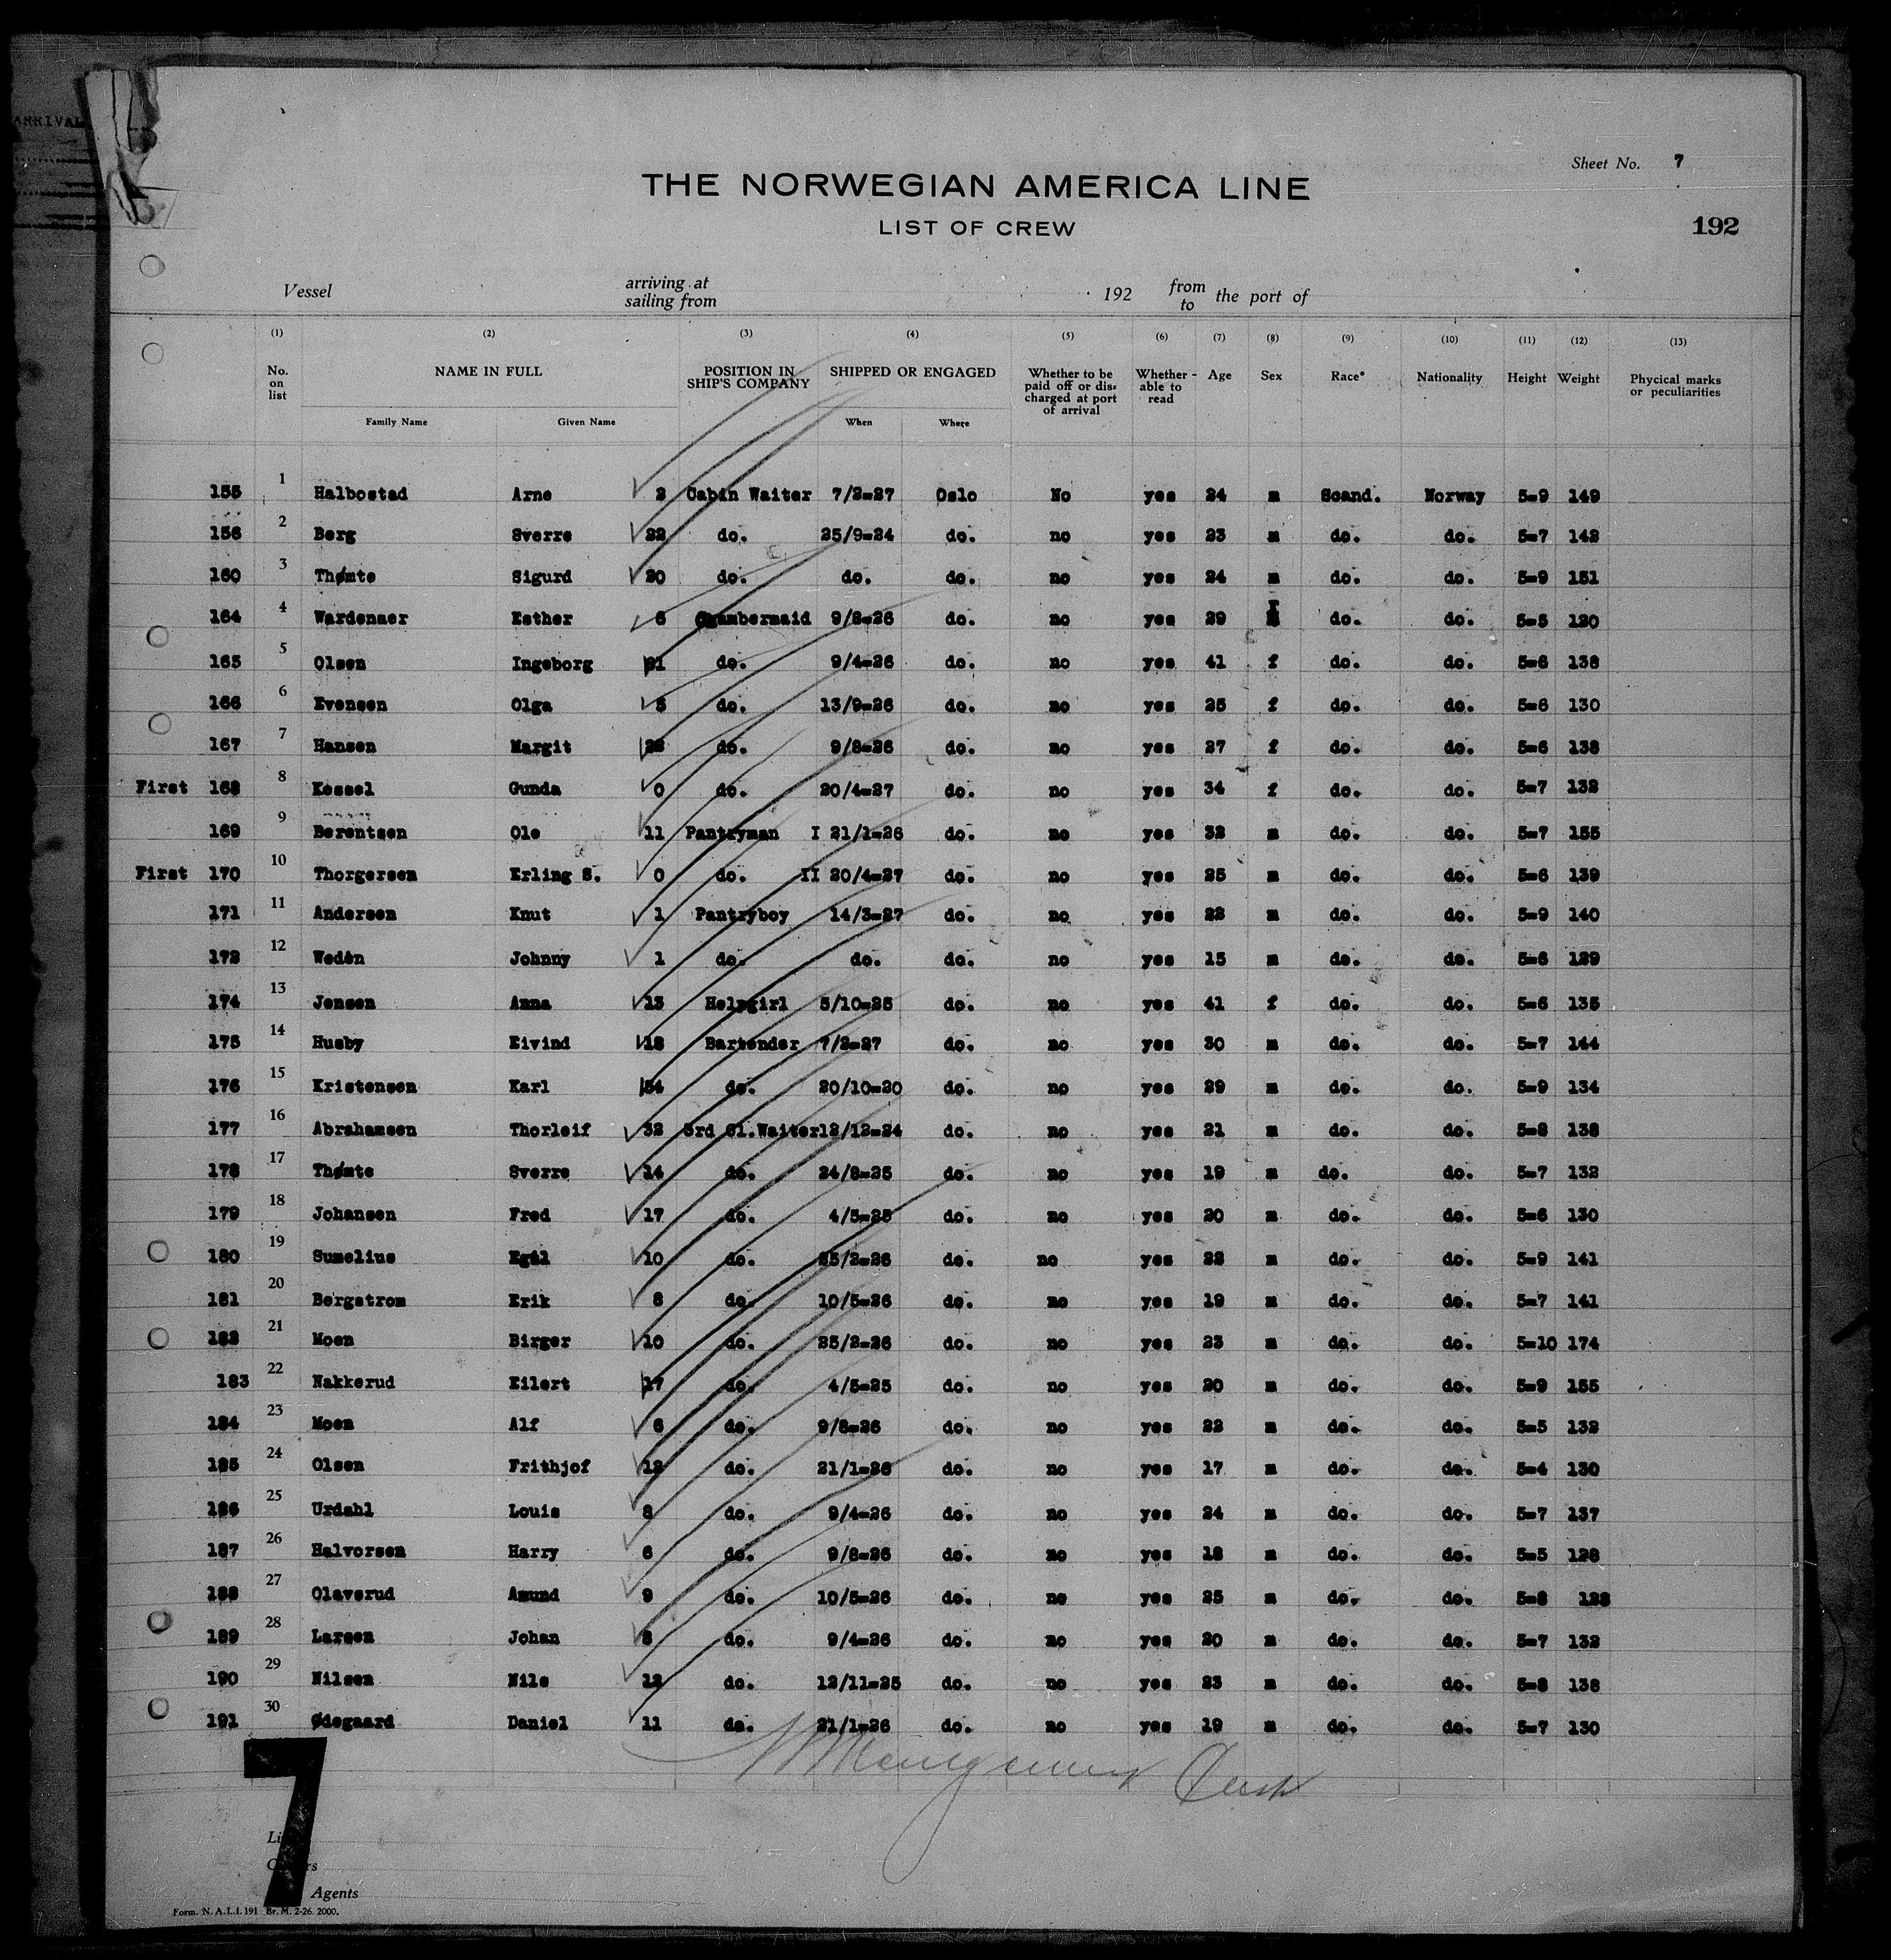 ARRIVAL
Sheet No. 7
THE NORWEGIAN AMERICA LINE
LIST OF CREW
192
Vessel arriving at sailing from 192 from to the port of
(1) (2) (3) (4) (5) (6) (7) (8) (9) (10) (11) (12) (13)
No. on list NAME IN FULL POSITION IN SHIP'S COMPANY SHIPPED OR ENGAGED Whether to be paid off or discharged at port of arrival Whether able to read Age Sex Race* Nationality Height Weight Phycical marks or peculiarities
Family Name Given Name When Where
155 1 Halbostad Arne 2 Cabin Waiter 7/2-27 Oslo No yes 24 m Scand. Norway 5-9 149
156 2 Berg Sverre 22 do. 25/9-24 do. no yes 23 m do. do. 5-7 142
160 3 Thømte Sigurd 20 do. do. do. no yes 24 m do. do. 5-9 151
164 4 Wardenaer Esther 6 Chambermaid 9/8-26 do. no yes 29 f do. do. 5-5 120
165 5 Olsen Ingeborg 21 do. 9/4-26 do. no yes 41 f do. do. 5-6 138
166 6 Evensen Olga 5 do. 13/9-26 do. no yes 25 f do. do. 5-6 130
167 7 Hansen Margit do. 9/8-26 do. no yes 27 f do. do. 5-6 138
First 168 8 Kessel Gunda 0 do. 20/4-27 do. no yes 34 f do. do. 5-7 132
169 9 Berentsen Ole 11 Pantryman I 21/1-26 do. no yes 32 m do. do. 5-7 155
First 170 10 Thorgersen Erling S. 0 do. II 20/4-27 do. no yes 25 m do. do. 5-6 139
171 11 Andersen Knut 1 Pantryboy 14/3-27 do. no yes 22 m do. do. 5-9 140
172 12 Wedén Johnny 1 do. do. do. no yes 15 m do. do. 5-6 129
174 13 Jensen Anna 13 Helpgirl 5/10-25 do. no yes 41 f do. do. 5-6 135
175 14 Husby Eivind 18 Bartender 7/2-27 do. no yes 30 m do. do. 5-7 144
176 15 Kristensen Karl 54 do. 20/10-20 do. no yes 29 m do. do. 5-9 134
177 16 Abrahamsen Thorleif 32 3rd Cl.Waiter 12/12-24 do. no yes 21 m do. do. 5-8 138
178 17 Thømte Sverre 14 do. 24/8-25 do. no yes 19 m do. do. 5-7 132
179 18 Johansen Fred 17 do. 4/5-25 do. no yes 20 m do. do. 5-6 130
180 19 Sumelius Egil 10 do. 25/2-26 do. no yes 22 m do. do. 5-9 141
181 20 Bergstrom Erik 8 do. 10/5-26 do. no yes 19 m do. do. 5-7 141
182 21 Moen Birger 10 do. 25/2-26 do. no yes 23 m do. do. 5-10 174
183 22 Nakkerud Eilert 17 do. 4/5-25 do. no yes 20 m do. do. 5-9 155
184 23 Moen Alf 6 do. 9/8-26 do. no yes 22 m do. do. 5-5 132
185 24 Olsen Frithjof 12 do. 21/1-26 do. no yes 17 m do. do. 5-4 130
186 25 Urdahl Louis 8 do. 9/4-26 do. no yes 24 m do. do. 5-7 137
187 26 Halvorsen Harry 6 do. 9/8-26 do. no yes 18 m do. do. 5-5 128
188 27 Olaverud Amund 9 do. 10/5-26 do. no yes 25 m do. do. 5-8 128
189 28 Larsen Johan 8 do. 9/4-26 do. no yes 20 m do. do. 5-7 132
190 29 Nilsen Nils 12 do. 12/11-25 do. no yes 23 m do. do. 5-8 138
191 30 Ødegaard Daniel 11 do. 21/1-26 do. no yes 19 m do. do. 5-7 130
7
Agents
Form. N. A. L. I. 191 Br. M. 2-26. 2000.